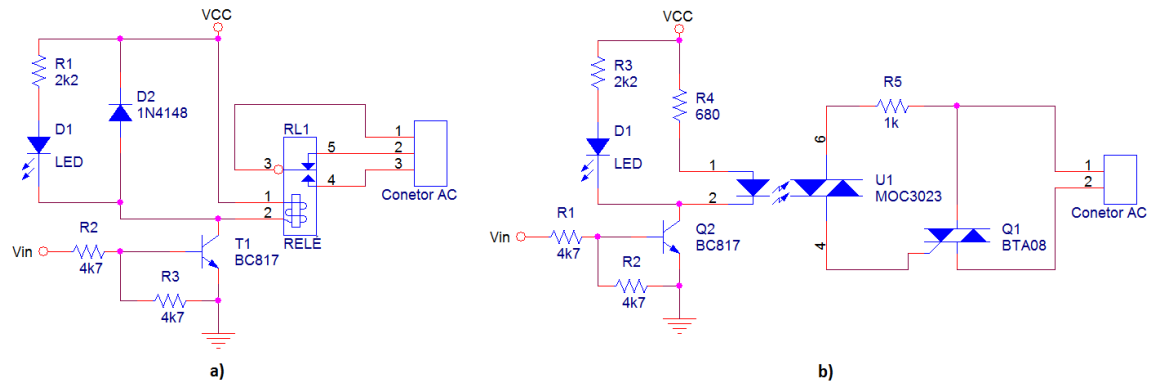 VCC
R1
2k2
D2
1N4148
D1
LED
RL1
1
2
3
3
5
4
1
2
Conetor AC
RELÉ
Vin
R2
4k7
T1
BC817
R3
4k7
a)
VCC
R3
2k2
R4
680
D1
LED
1
2
R1
Vin
4k7
Q2
BC817
R2
4k7
6
4
U1
MOC3023
R5
1k
1
2
Conetor AC
Q1
BTA08
b)